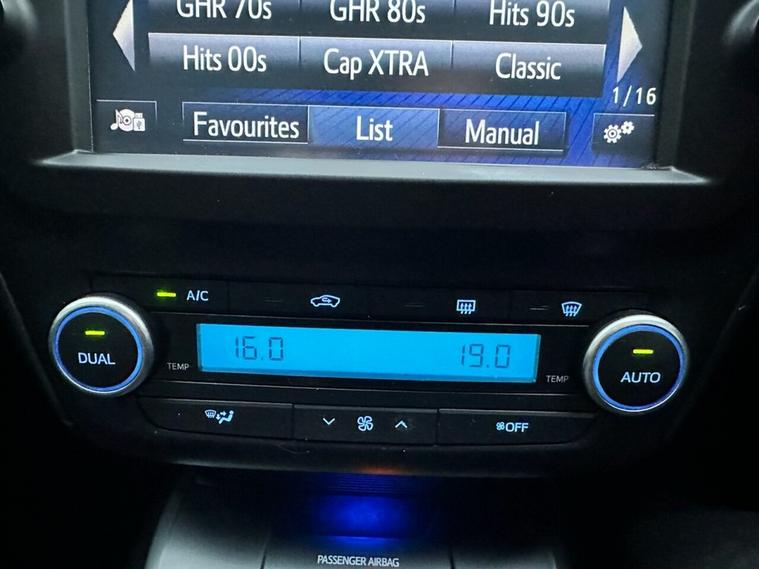 GHR 70s GHR 80s Hits 90s
Hits 00s Cap XTRA Classic
1/16
Favourites List Manual
A/C
DUAL TEMP 16.0 19.0 TEMP AUTO
OFF
PASSENGER AIRBAG